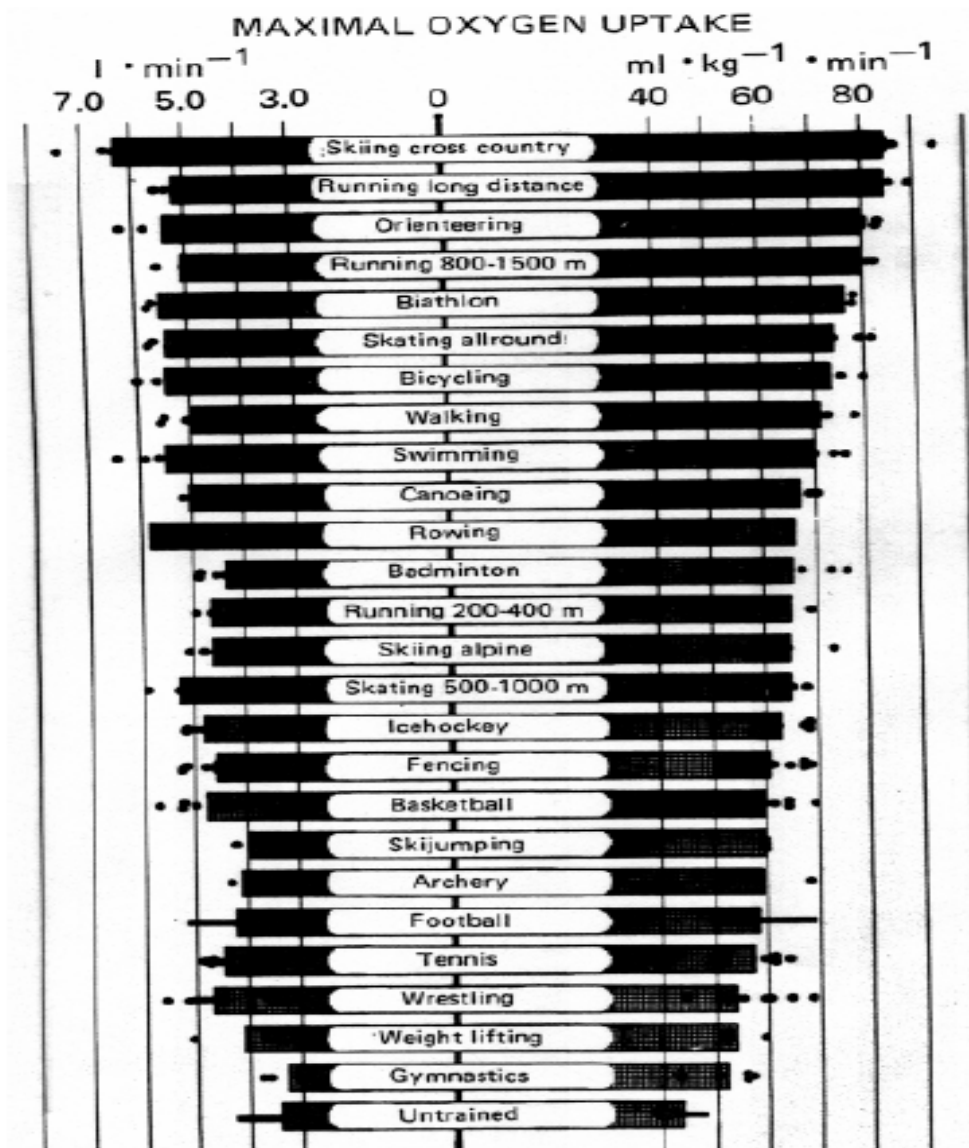 MAXIMAL OXYGEN UPTAKE
l • min⁻¹ ml • kg⁻¹ • min⁻¹
7.0 5.0 3.0 0 40 60 80
Skiing cross country
Running long distance
Orienteering
Running 800-1500 m
Biathlon
Skating allround
Bicycling
Walking
Swimming
Canoeing
Rowing
Badminton
Running 200-400 m
Skiing alpine
Skating 500-1000 m
Icehockey
Fencing
Basketball
Skijumping
Archery
Football
Tennis
Wrestling
Weight lifting
Gymnastics
Untrained